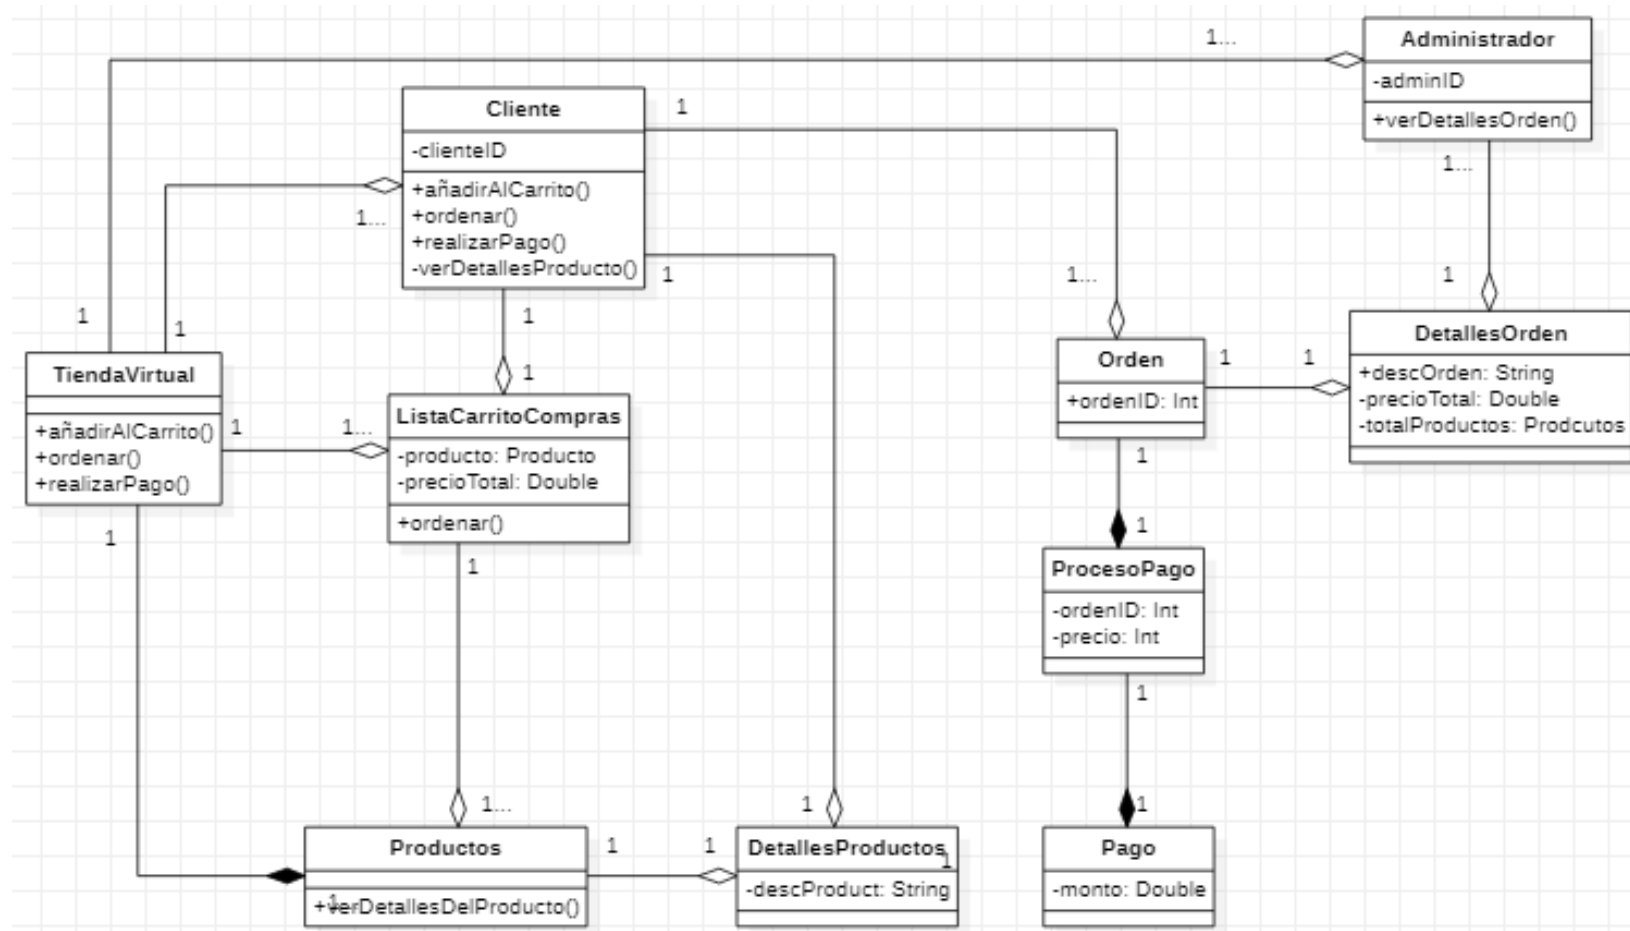 1...
Administrador
-adminID
+verDetallesOrden()
1...
1
Cliente
-clienteID
+añadirAlCarrito()
+ordenar()
+realizarPago()
-verDetallesProducto()
1
1...
1
1...
1
1
1
1
1
DetallesOrden
+descOrden: String
-precioTotal: Double
-totalProductos: Prodcutos
Orden
+ordenID: Int
1
1
1
TiendaVirtual
+añadirAlCarrito()
+ordenar()
+realizarPago()
1
1...
1
ListaCarritoCompras
-producto: Producto
-precioTotal: Double
+ordenar()
1
1
ProcesoPago
-ordenID: Int
-precio: Int
1
1...
1
1
Productos
+verDetallesDelProducto()
1
1
1
DetallesProductos
1
-descProduct: String
Pago
-monto: Double